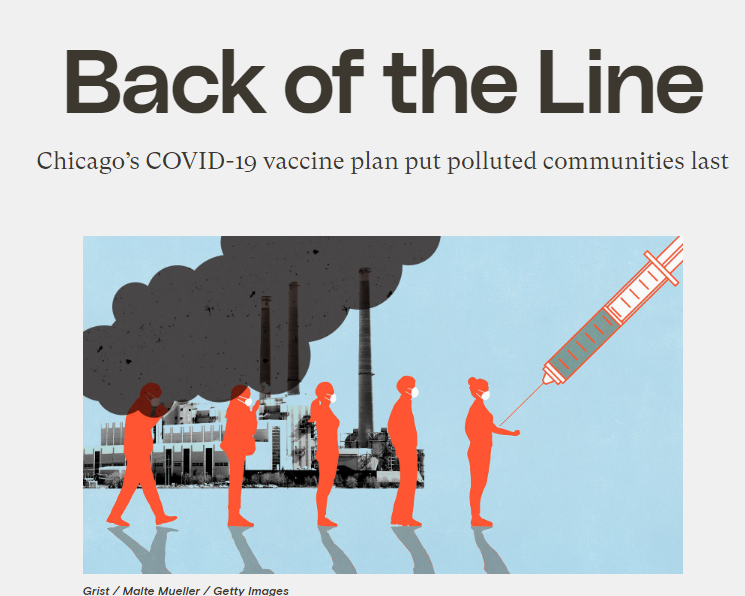 Back of the Line
Chicago’s COVID-19 vaccine plan put polluted communities last
Grist / Malte Mueller / Getty Images